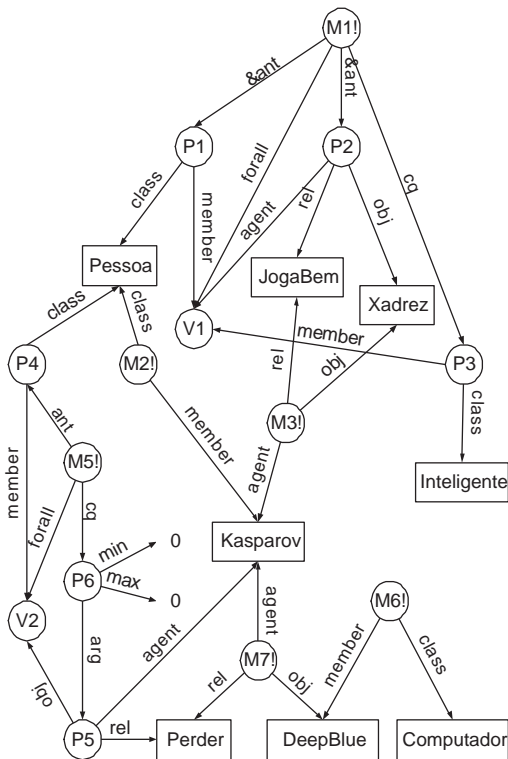 M1!
&ant
&ant
P1
forall
P2
cq
class
member
agent
rel
obj
Pessoa
JogaBem
Xadrez
class
class
V1
member
P4
M2!
rel
obj
P3
ant
M3!
class
member
M5!
member
agent
Inteligente
forall
cq
min
0
Kasparov
P6
max
0
M6!
V2
agent
agent
member
class
arg
M7!
obj
rel
obj
P5
rel
Perder
DeepBlue
Computador